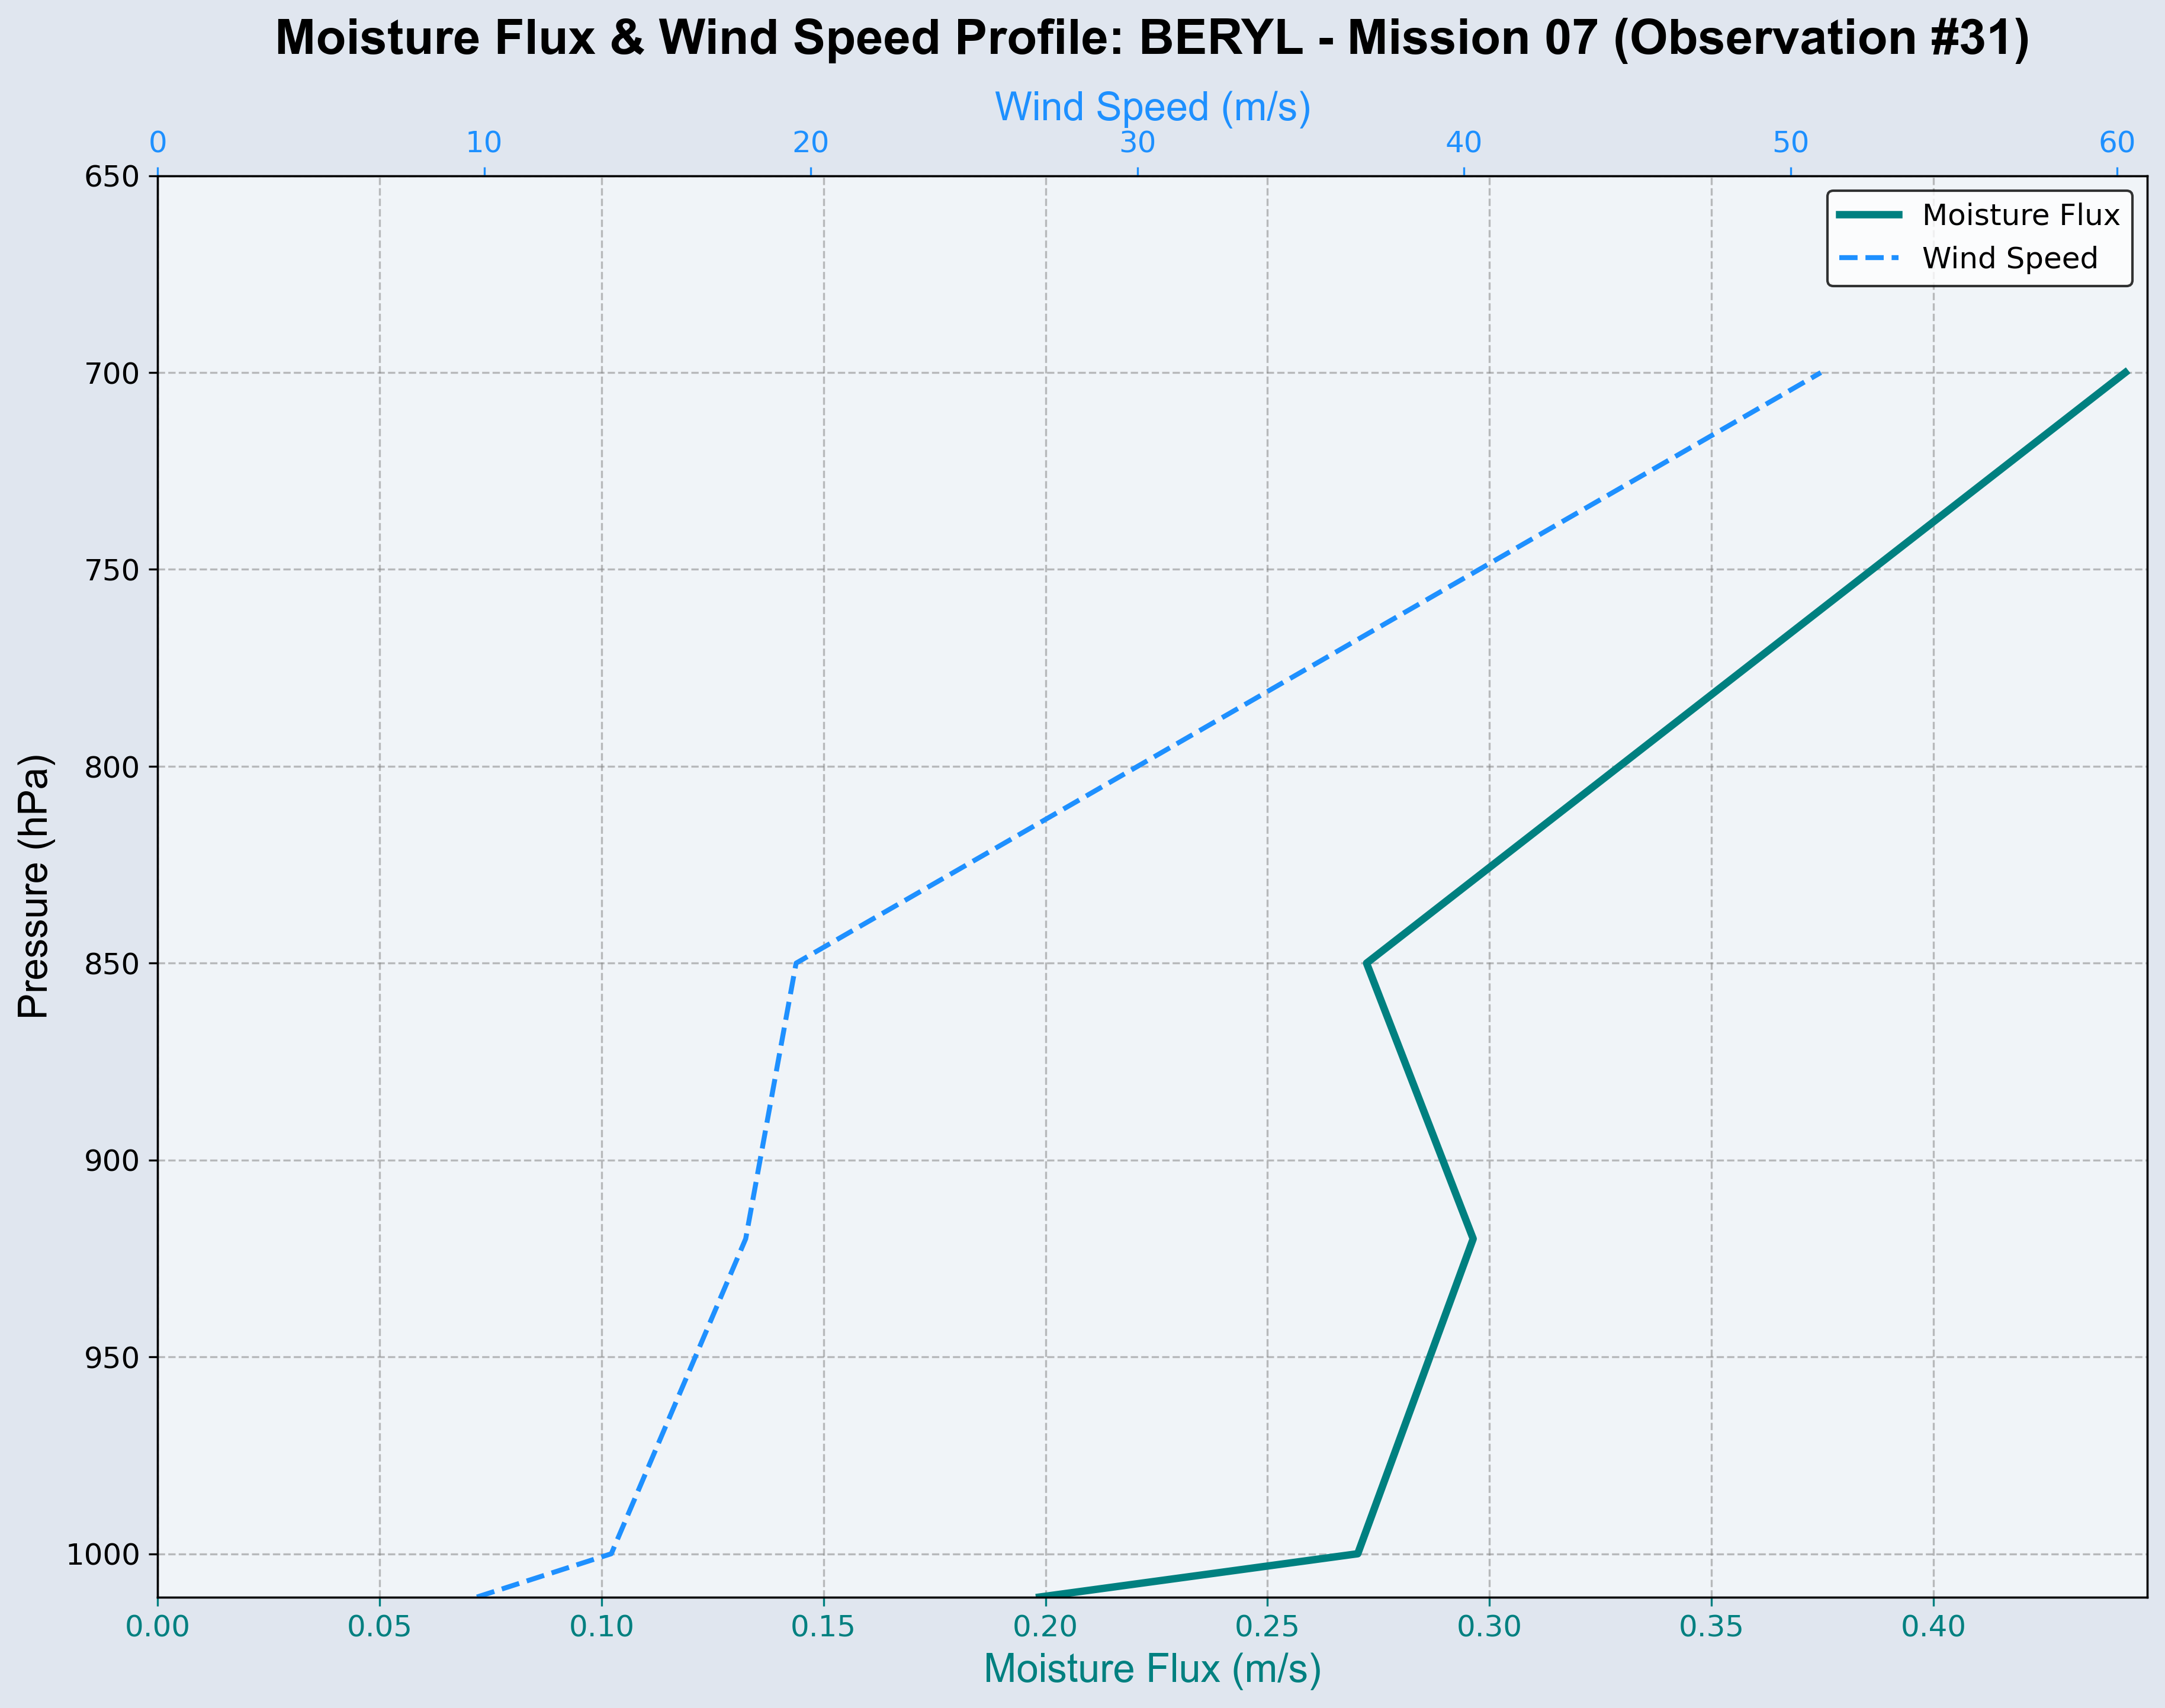 Moisture Flux & Wind Speed Profile: BERYL - Mission 07 (Observation #31)
Wind Speed (m/s)
0 10 20 30 40 50 60
Moisture Flux
Wind Speed
650
700
750
800
850
900
950
1000
Pressure (hPa)
0.00 0.05 0.10 0.15 0.20 0.25 0.30 0.35 0.40
Moisture Flux (m/s)